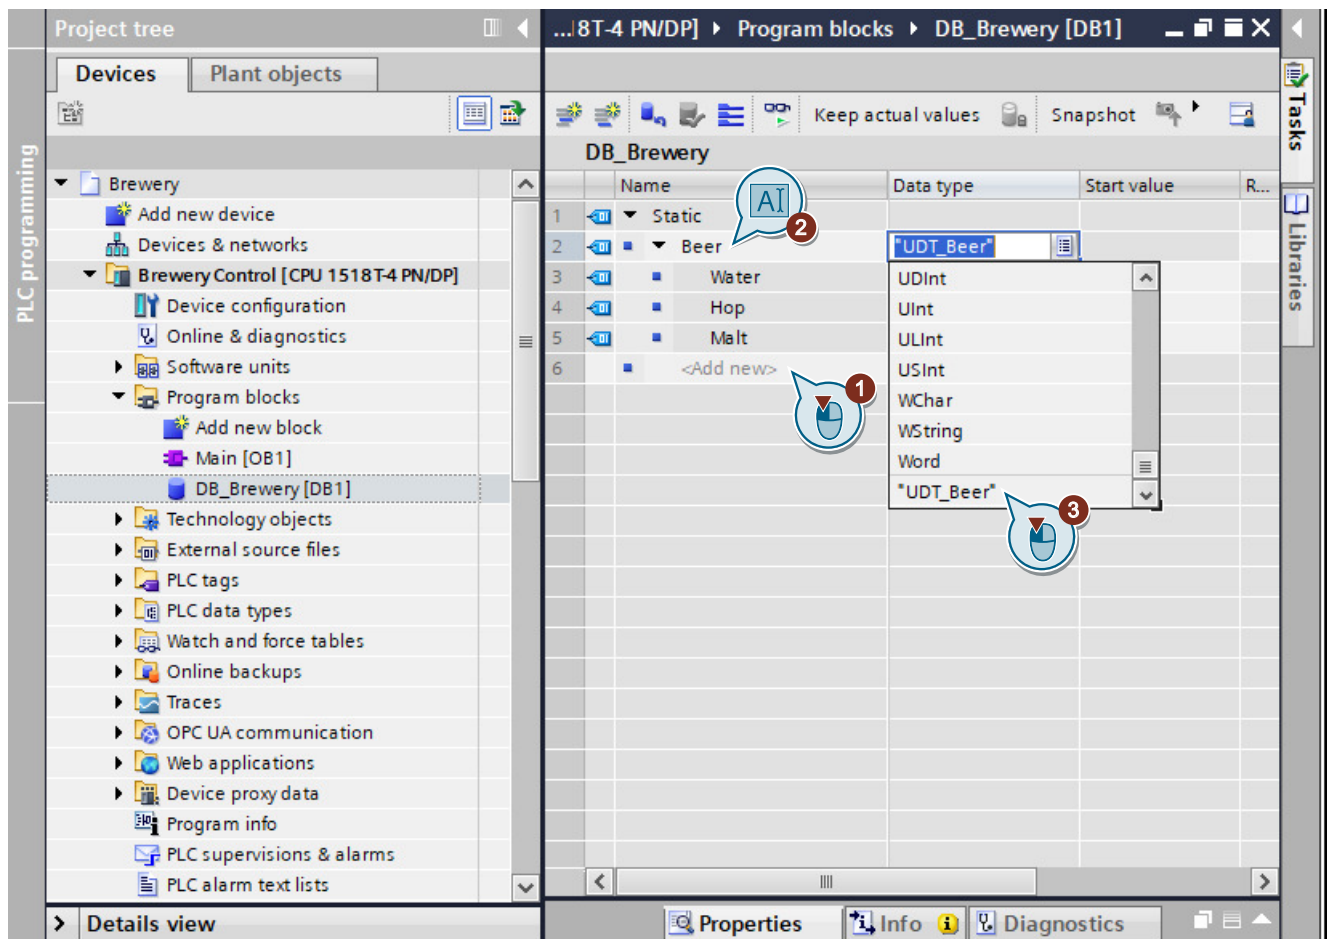 Project tree
Devices
Plant objects
PLC programming
Brewery
Add new device
Devices & networks
Brewery Control [CPU 1518T-4 PN/DP]
Device configuration
Online & diagnostics
Software units
Program blocks
Add new block
Main [OB1]
DB_Brewery [DB1]
Technology objects
External source files
PLC tags
PLC data types
Watch and force tables
Online backups
Traces
OPC UA communication
Web applications
Device proxy data
Program info
PLC supervisions & alarms
PLC alarm text lists
Details view
...8T-4 PN/DP] Program blocks DB_Brewery [DB1]
Keep actual values Snapshot
DB_Brewery
Name Data type Start value R...
1 Static
2 Beer "UDT_Beer"
3 Water
4 Hop
5 Malt
6 <Add new>
AI
2
1
UDInt
UInt
ULInt
USInt
WChar
WString
Word
"UDT_Beer"
3
Properties Info Diagnostics
Tasks
Libraries